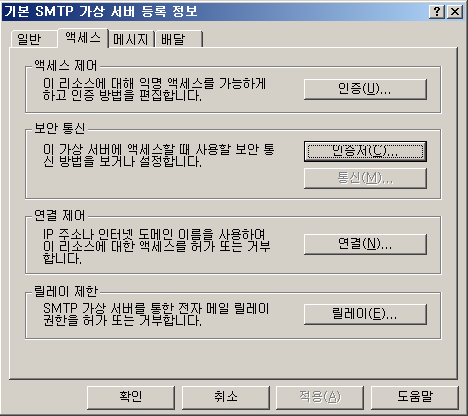 기본 SMTP 가상 서버 등록 정보
일반 액세스 메시지 배달
액세스 제어
이 리소스에 대해 익명 액세스를 가능하게
하고 인증 방법을 편집합니다.
인증(U)...
보안 통신
이 가상 서버에 액세스할 때 사용할 보안 통
신 방법을 보거나 설정합니다.
인증서(C)...
통신(M)...
연결 제어
IP 주소나 인터넷 도메인 이름을 사용하여
이 리소스에 대한 액세스를 허가 또는 거부
합니다.
연결(N)...
릴레이 제한
SMTP 가상 서버를 통한 전자 메일 릴레이
권한을 허가 또는 거부합니다.
릴레이(E)...
확인 취소 적용(A) 도움말